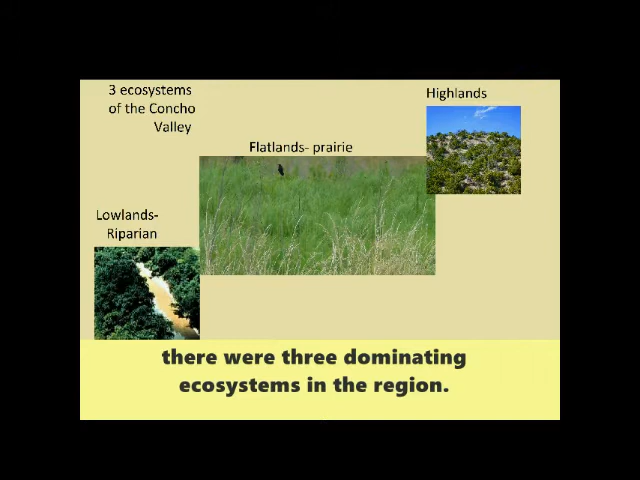 3 ecosystems
of the Concho
Valley
Highlands
Flatlands- prairie
Lowlands-
Riparian
there were three dominating
ecosystems in the region.